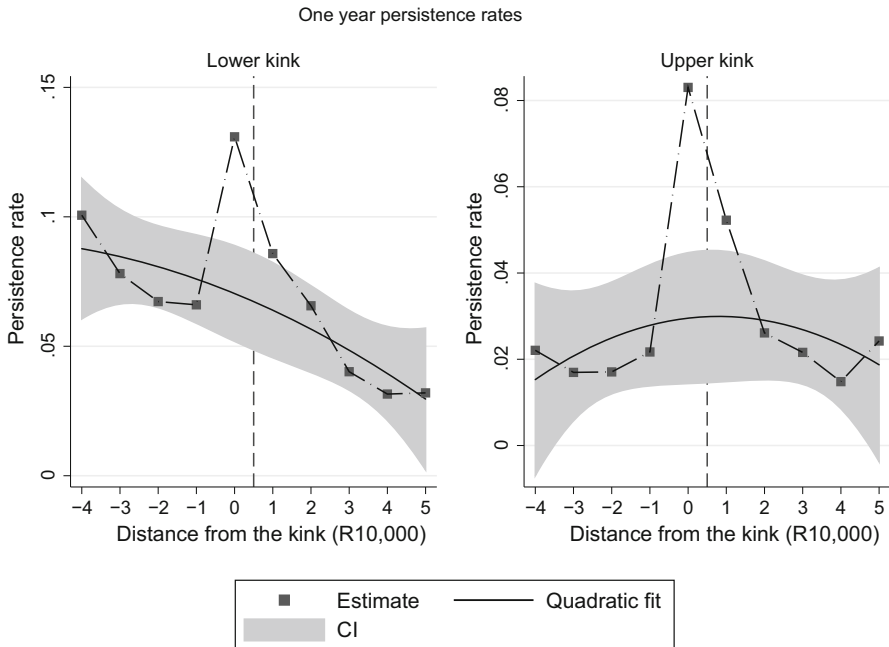 One year persistence rates
Lower kink
Persistence rate
.15
.1
.05
0
−4 −3 −2 −1 0 1 2 3 4 5
Distance from the kink (R10,000)
Upper kink
Persistence rate
.08
.06
.04
.02
0
−4 −3 −2 −1 0 1 2 3 4 5
Distance from the kink (R10,000)
Estimate Quadratic fit
CI